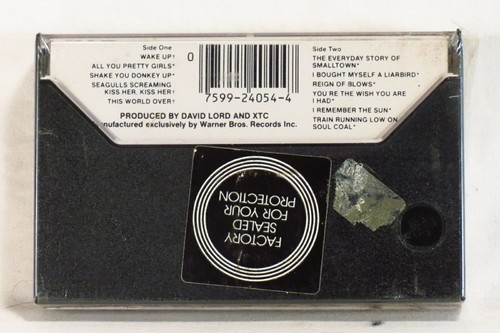 Side One
WAKE UP†
ALL YOU PRETTY GIRLS*
SHAKE YOU DONKEY UP*
SEAGULLS SCREAMING
KISS HER, KISS HER†
THIS WORLD OVER†
0
7599-24054-4
Side Two
THE EVERYDAY STORY OF
SMALLTOWN*
I BOUGHT MYSELF A LIARBIRD*
REIGN OF BLOWS*
YOU'RE THE WISH YOU ARE
I HAD*
I REMEMBER THE SUN*
TRAIN RUNNING LOW ON
SOUL COAL*
PRODUCED BY DAVID LORD AND XTC
nufactured exclusively by Warner Bros. Records Inc.
FACTORY
SEALED
FOR YOUR
PROTECTION